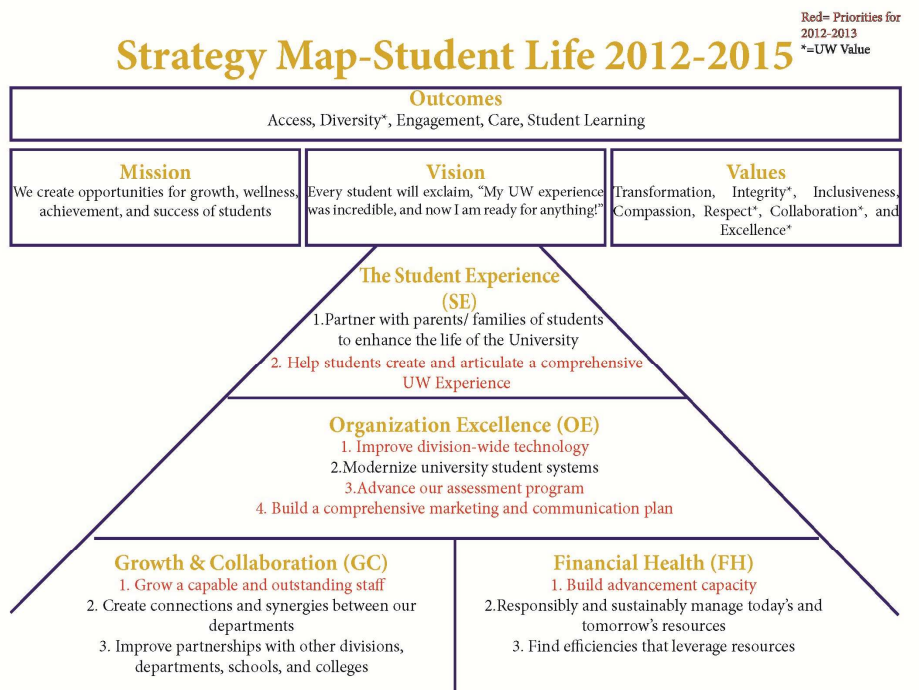 Red= Priorities for
2012-2013
*=UW Value
Strategy Map-Student Life 2012-2015
Outcomes
Access, Diversity*, Engagement, Care, Student Learning
Mission
We create opportunities for growth, wellness,
achievement, and success of students
Vision
Every student will exclaim, “My UW experience
was incredible, and now I am ready for anything!”
Values
Transformation, Integrity*, Inclusiveness,
Compassion, Respect*, Collaboration*, and
Excellence*
The Student Experience
(SE)
1.Partner with parents/ families of students
to enhance the life of the University
2. Help students create and articulate a comprehensive
UW Experience
Organization Excellence (OE)
1. Improve division-wide technology
2.Modernize university student systems
3.Advance our assessment program
4. Build a comprehensive marketing and communication plan
Growth & Collaboration (GC)
1. Grow a capable and outstanding staff
2. Create connections and synergies between our
departments
3. Improve partnerships with other divisions,
departments, schools, and colleges
Financial Health (FH)
1. Build advancement capacity
2.Responsibly and sustainably manage today’s and
tomorrow’s resources
3. Find efficiencies that leverage resources